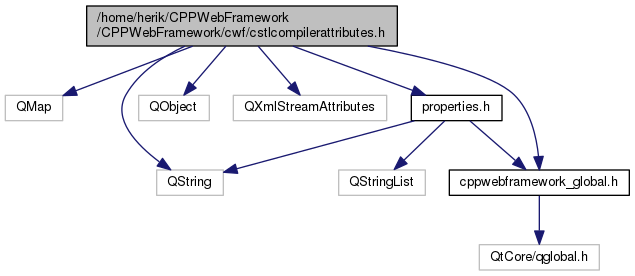 /home/herik/CPPWebFramework
/CPPWebFramework/cwf/cstlcompilerattributes.h
QMap
QObject
QXmlStreamAttributes
properties.h
QString
QStringList
cppwebframework_global.h
QtCore/qglobal.h